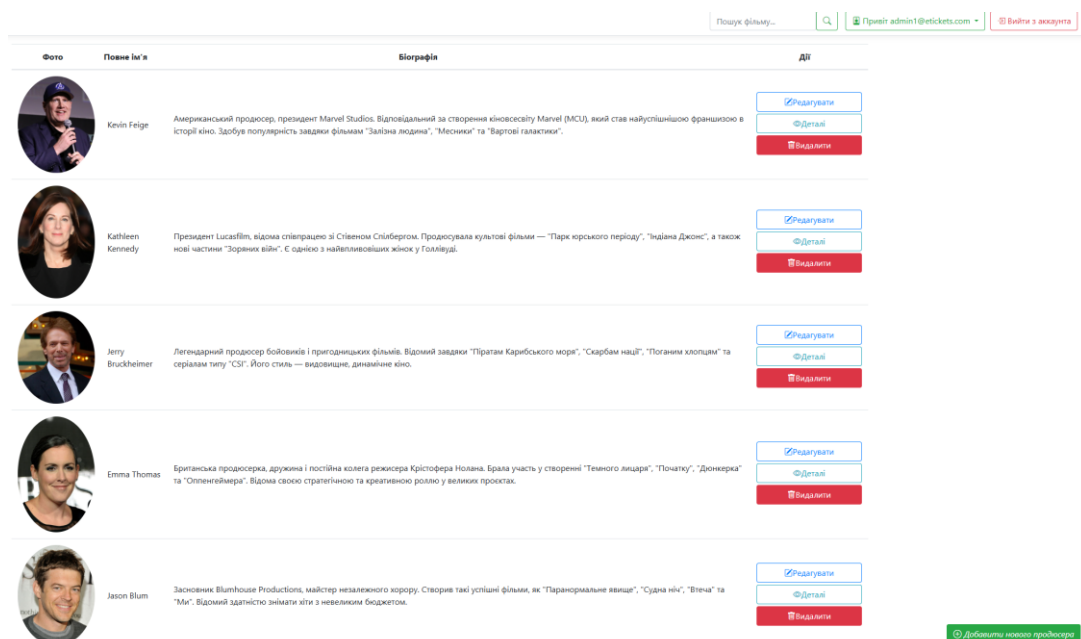 Пошук фільму...
Привіт admin1@etickets.com
Вийти з аккаунта
Фото Повне ім'я Біографія Дії
Kevin Feige
Американський продюсер, президент Marvel Studios. Відповідальний за створення кіновсесвіту Marvel (MCU), який став найуспішнішою франшизою в
історії кіно. Здобув популярність завдяки фільмам "Залізна людина", "Месники" та "Вартові галактики".
Редагувати
Деталі
Видалити
Kathleen
Kennedy
Президент Lucasfilm, відома співпрацею зі Стівеном Спілбергом. Продюсувала культові фільми — "Парк юрського періоду", "Індіана Джонс", а також
нові частини "Зоряних війн". Є однією з найвпливовіших жінок у Голлівуді.
Редагувати
Деталі
Видалити
Jerry
Bruckheimer
Легендарний продюсер бойовиків і пригодницьких фільмів. Відомий завдяки "Піратам Карибського моря", "Скарбам нації", "Поганим хлопцям" та
серіалам типу "CSI". Його стиль — видовищне, динамічне кіно.
Редагувати
Деталі
Видалити
Emma Thomas
Британська продюсерка, дружина і постійна колега режисера Крістофера Нолана. Брала участь у створенні "Темного лицаря", "Початку", "Дюнкерка"
та "Оппенгеймера". Відома своєю стратегічною та креативною роллю у великих проєктах.
Редагувати
Деталі
Видалити
Jason Blum
Засновник Blumhouse Productions, майстер незалежного хорору. Створив такі успішні фільми, як "Паранормальне явище", "Судна ніч", "Втеча" та
"Ми". Відомий здатністю знімати хіти з невеликим бюджетом.
Редагувати
Деталі
Видалити
Добавити нового продюсера